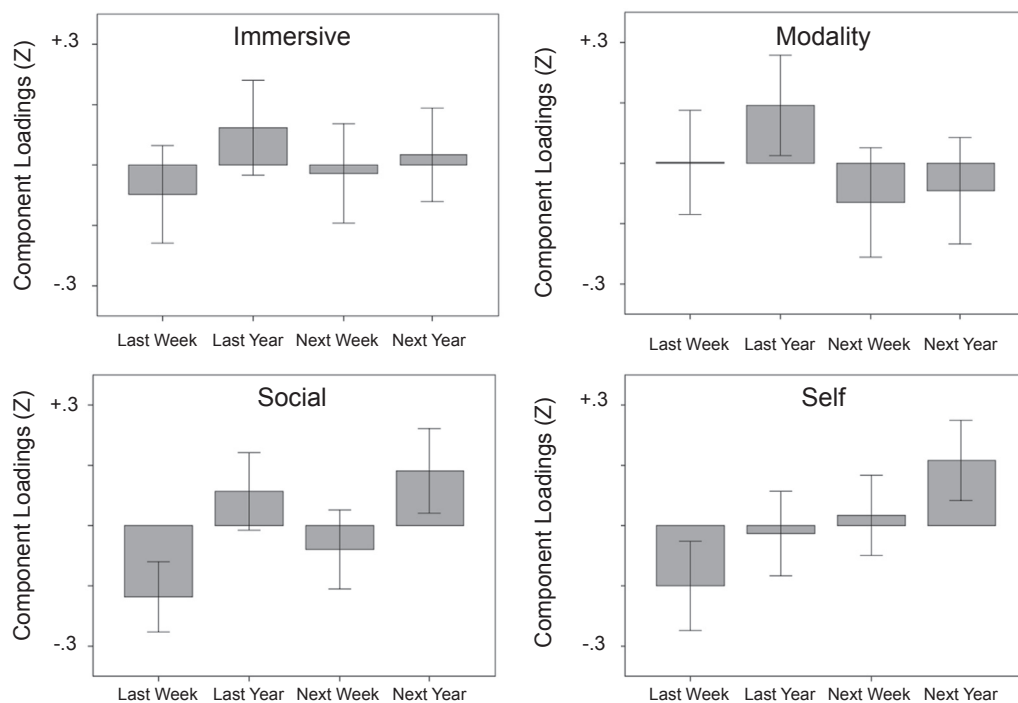 Immersive
+.3
-.3
Component Loadings (Z)
Last Week Last Year Next Week Next Year
Modality
+.3
-.3
Component Loadings (Z)
Last Week Last Year Next Week Next Year
Social
+.3
-.3
Component Loadings (Z)
Last Week Last Year Next Week Next Year
Self
+.3
-.3
Component Loadings (Z)
Last Week Last Year Next Week Next Year